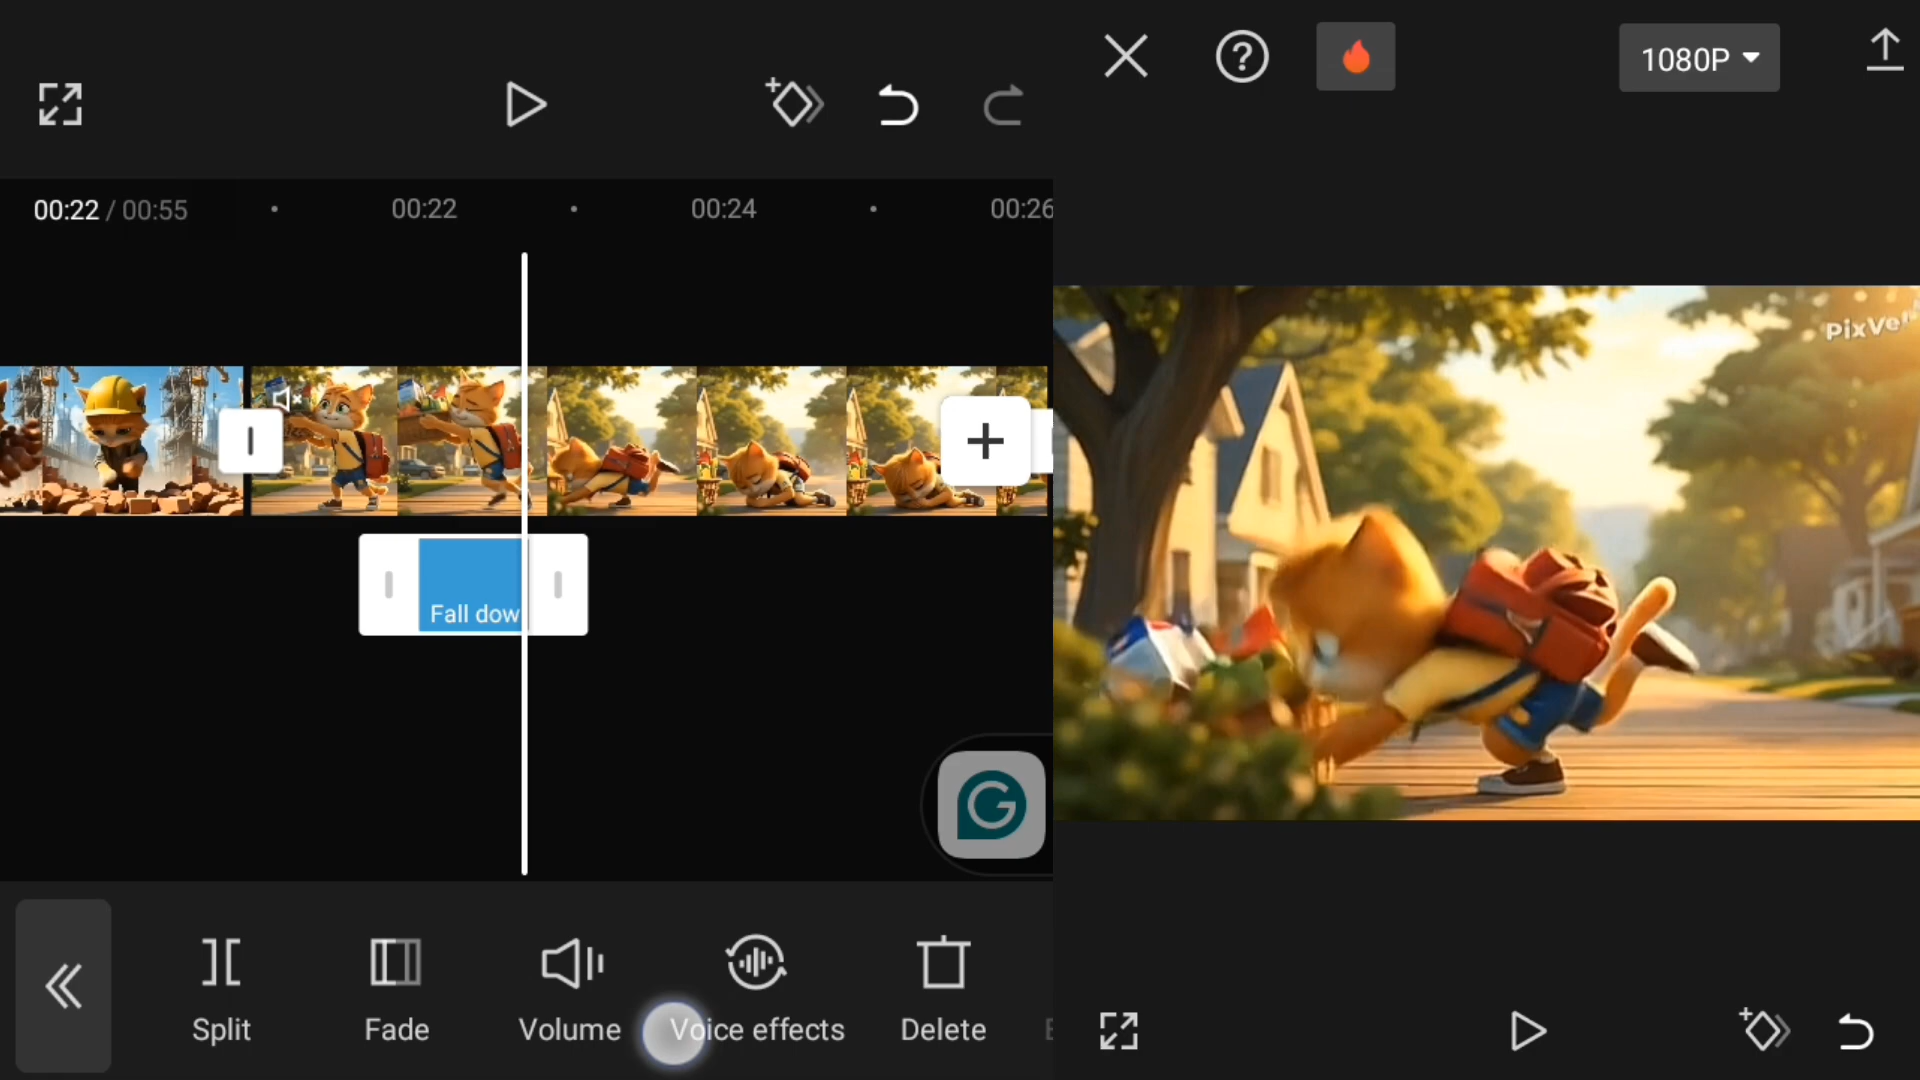 1080P
00:22 / 00:55
00:22
00:24
00:26
PixVe
Fall dow
Split
Fade
Volume
Voice effects
Delete